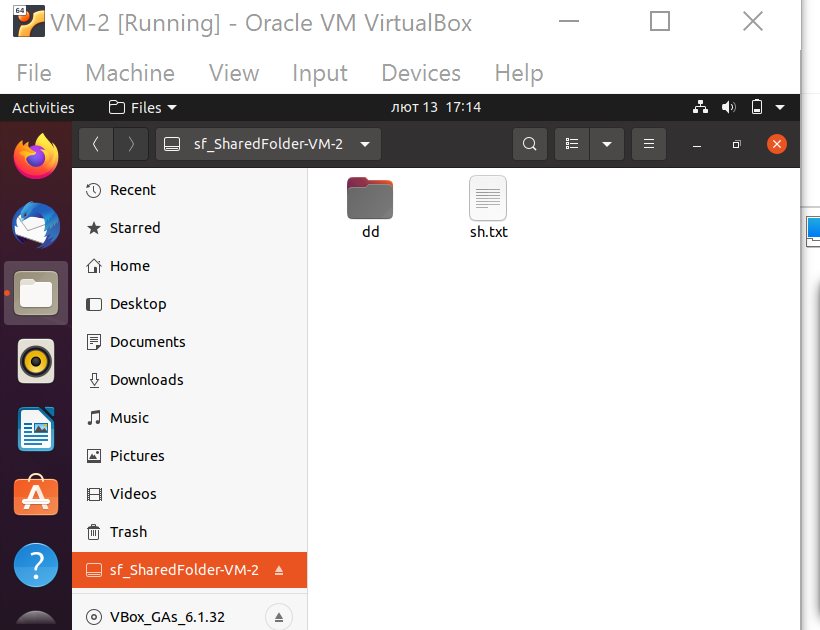 64
VM-2 [Running] - Oracle VM VirtualBox
File Machine View Input Devices Help
Activities Files лют 13 17:14
sf_SharedFolder-VM-2
Recent
dd sh.txt
Starred
Home
Desktop
Documents
Downloads
Music
Pictures
Videos
Trash
sf_SharedFolder-VM-2
VBox_GAs_6.1.32